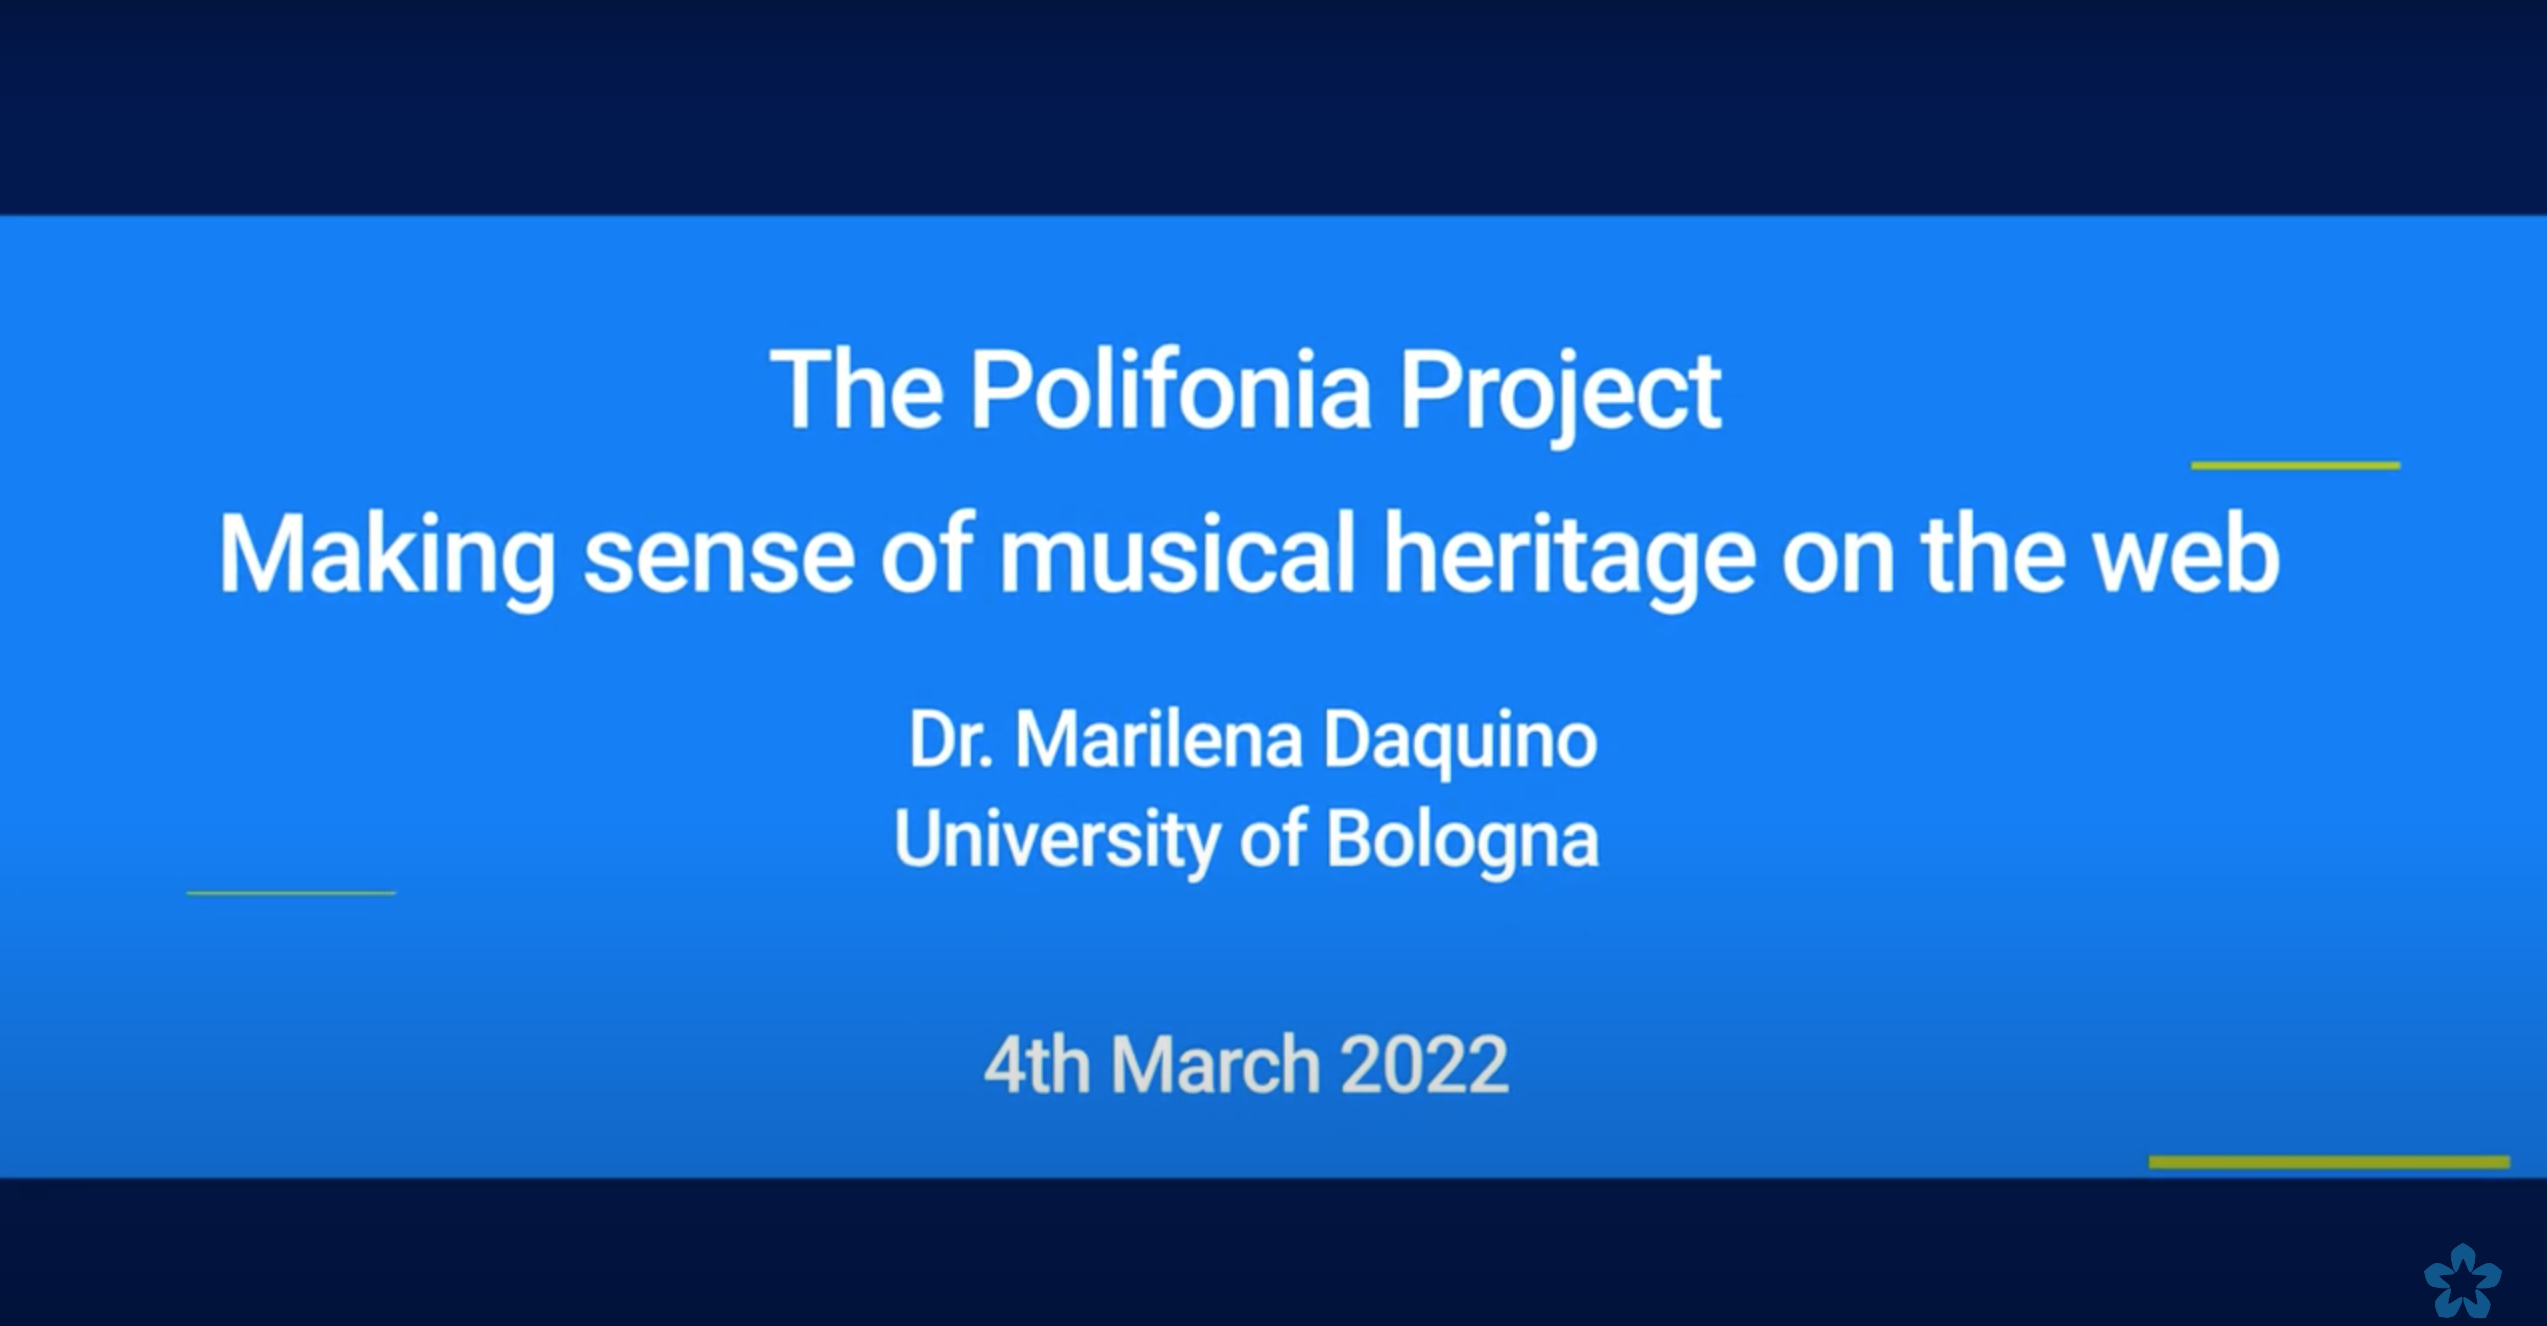 The Polifonia Project
Making sense of musical heritage on the web
Dr. Marilena Daquino
University of Bologna
4th March 2022